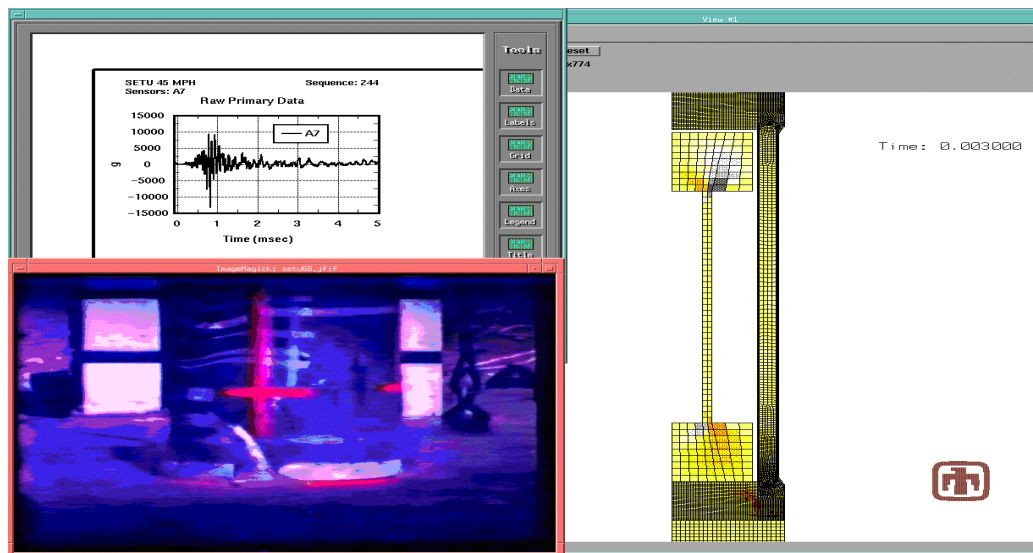 View #1
eset
x774
Tools
Data
Labels
Grid
Axes
Legend
Title
SETU 45 MPH
Sequence: 244
Sensors: A7
Raw Primary Data
15000
10000
5000
0
-5000
-10000
-15000
g
A7
0 1 2 3 4 5
Time (msec)
Time: 0.003000
ImageMagick: setu68.jfif